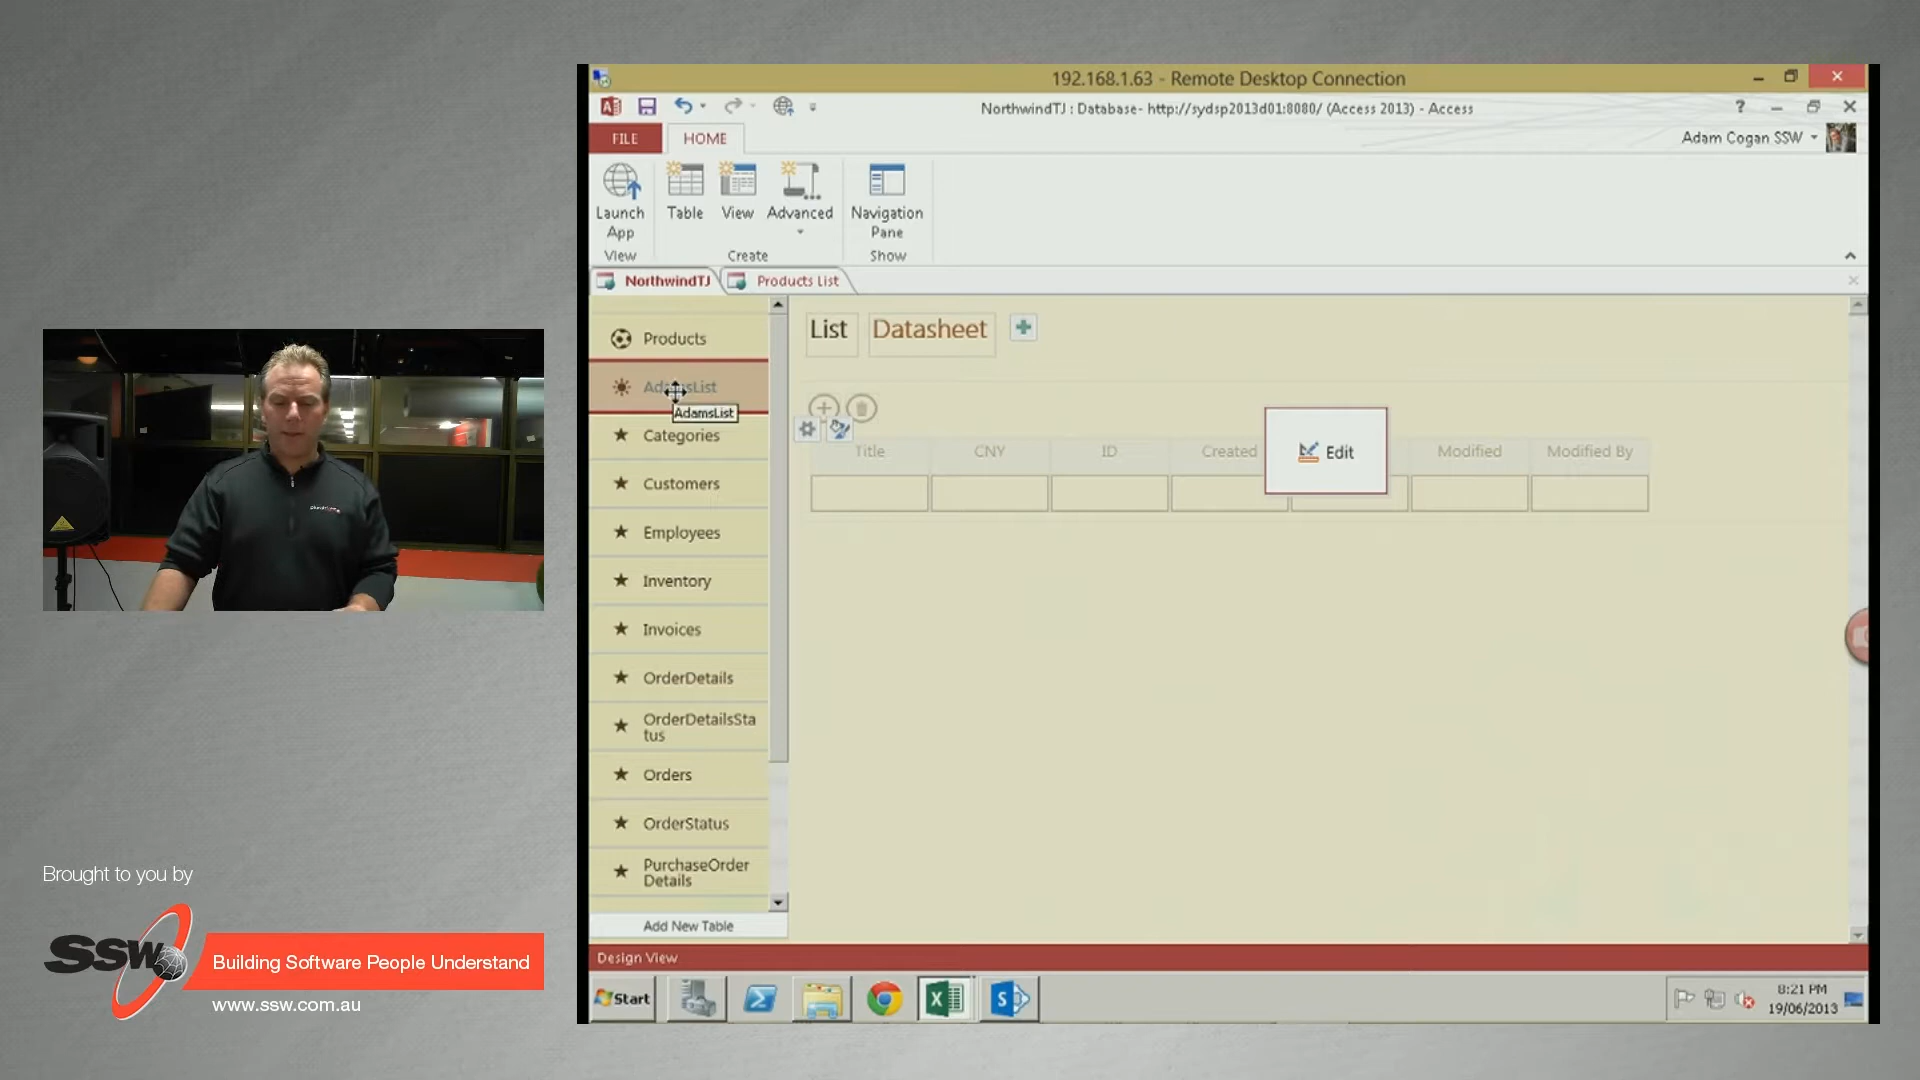 192.168.1.63 - Remote Desktop Connection
NorthwindTJ : Database- http://sydsp2013d01:8080/ (Access 2013) - Access
FILE
HOME
Adam Cogan SSW
Launch App
Table
View
Advanced
Navigation Pane
View
Create
Show
NorthwindTJ
Products List
Products
AdamsList
AdamsList
Categories
Customers
Employees
Inventory
Invoices
OrderDetails
OrderDetailsSta
tus
Orders
OrderStatus
PurchaseOrder
Details
Add New Table
List
Datasheet
Edit
Title
CNY
ID
Created
Modified
Modified By
Design View
Start
8:21 PM
19/06/2013
Brought to you by
SSW
Building Software People Understand
www.ssw.com.au